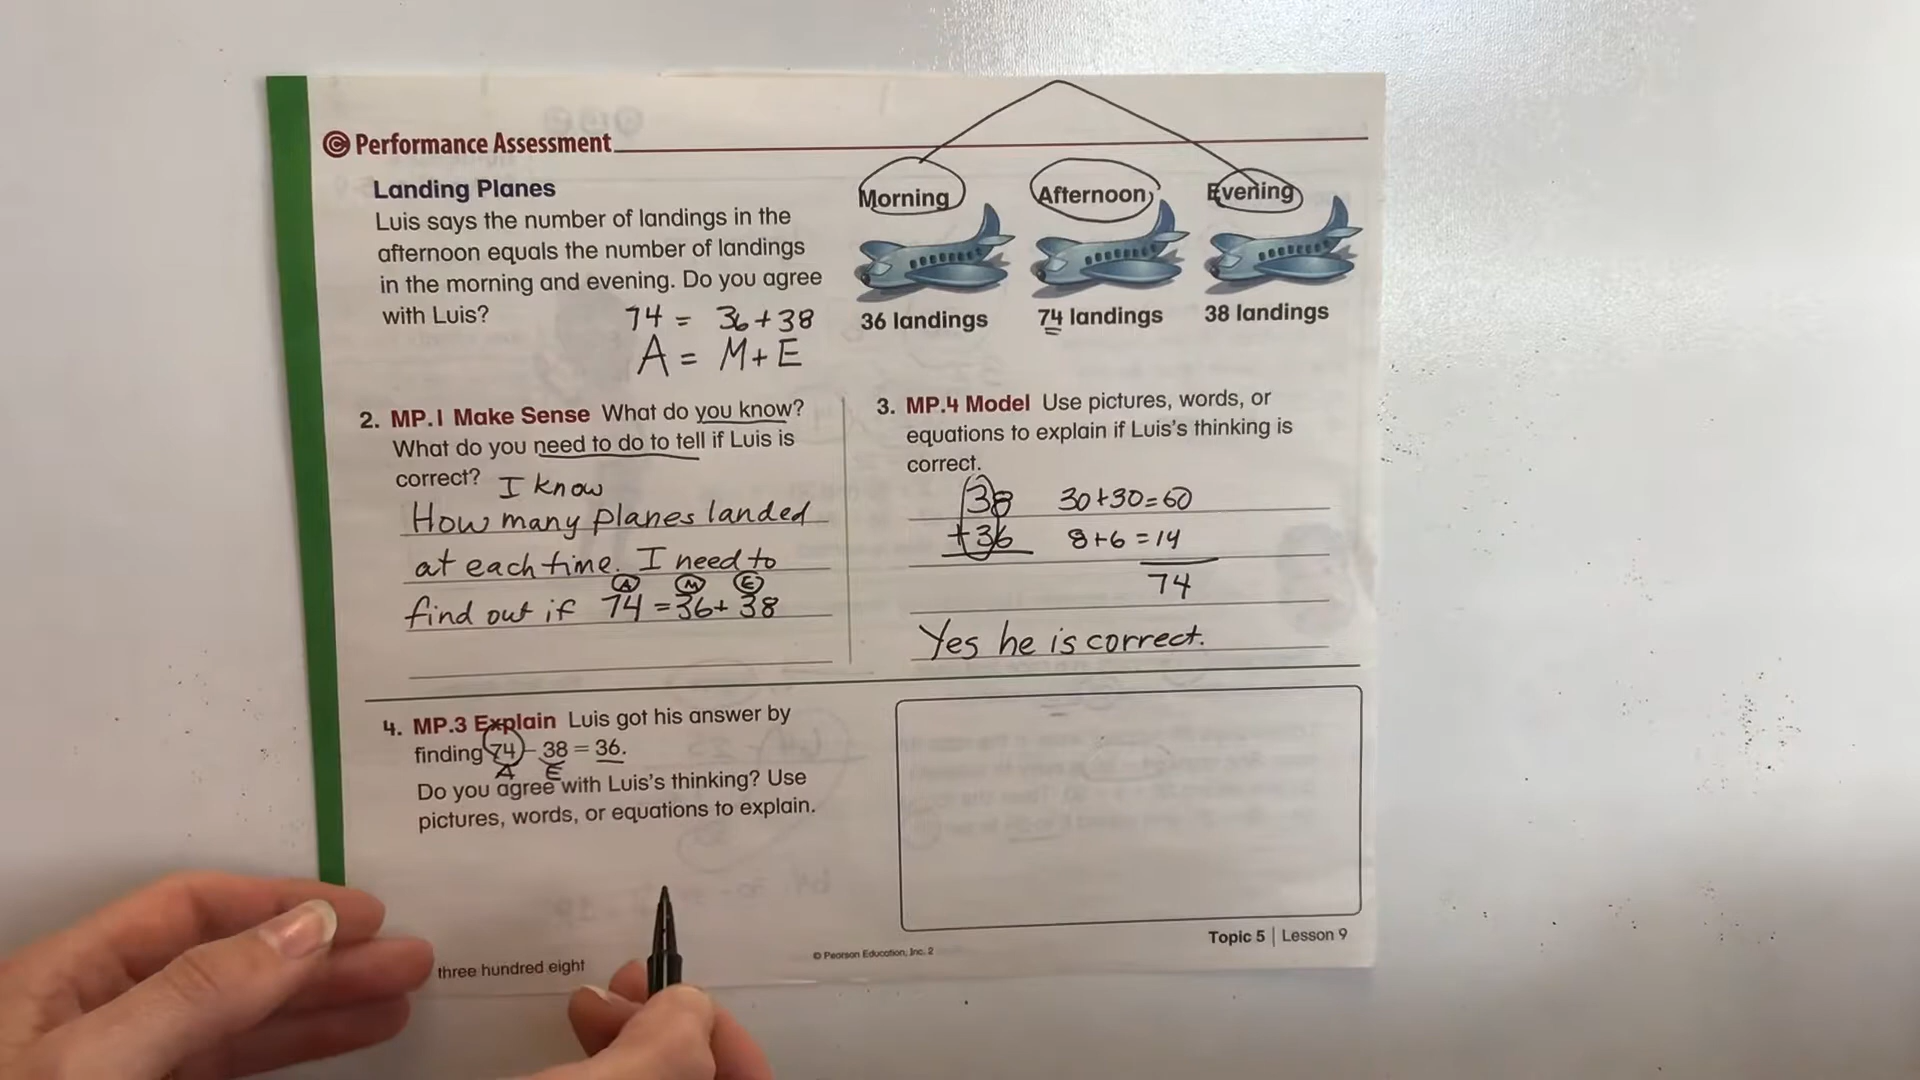 © Performance Assessment
Landing Planes
Luis says the number of landings in the
afternoon equals the number of landings
in the morning and evening. Do you agree
with Luis?
74 = 36+38
A = M+E
Morning
36 landings
Afternoon
74 landings
Evening
38 landings
2. MP.1 Make Sense What do you know?
What do you need to do to tell if Luis is
correct? I know
How many planes landed
at each time. I need to
A M E
find out if 74 = 36+ 38
3. MP.4 Model Use pictures, words, or
equations to explain if Luis's thinking is
correct.
38 30+30=60
+36 8+6 = 14
74
Yes he is correct.
4. MP.3 Explain Luis got his answer by
finding 74 – 38 = 36.
A E
Do you agree with Luis's thinking? Use
pictures, words, or equations to explain.
three hundred eight
© Pearson Education, Inc. 2
Topic 5 | Lesson 9